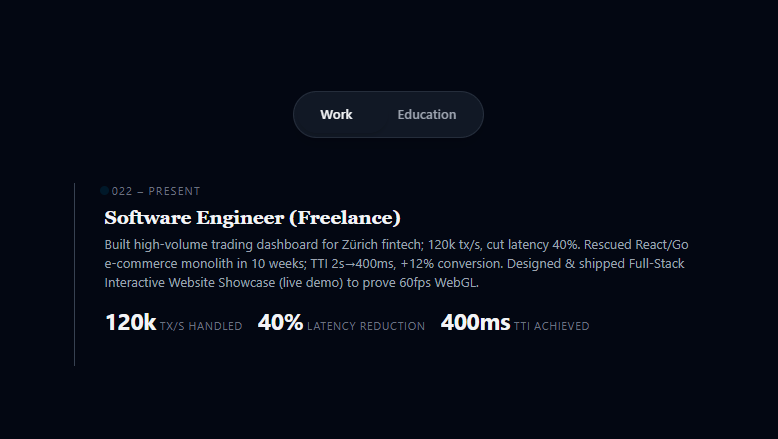 Work
Education
022 – PRESENT
Software Engineer (Freelance)
Built high-volume trading dashboard for Zürich fintech; 120k tx/s, cut latency 40%. Rescued React/Go
e-commerce monolith in 10 weeks; TTI 2s→400ms, +12% conversion. Designed & shipped Full-Stack
Interactive Website Showcase (live demo) to prove 60fps WebGL.
120k TX/S HANDLED 40% LATENCY REDUCTION 400ms TTI ACHIEVED